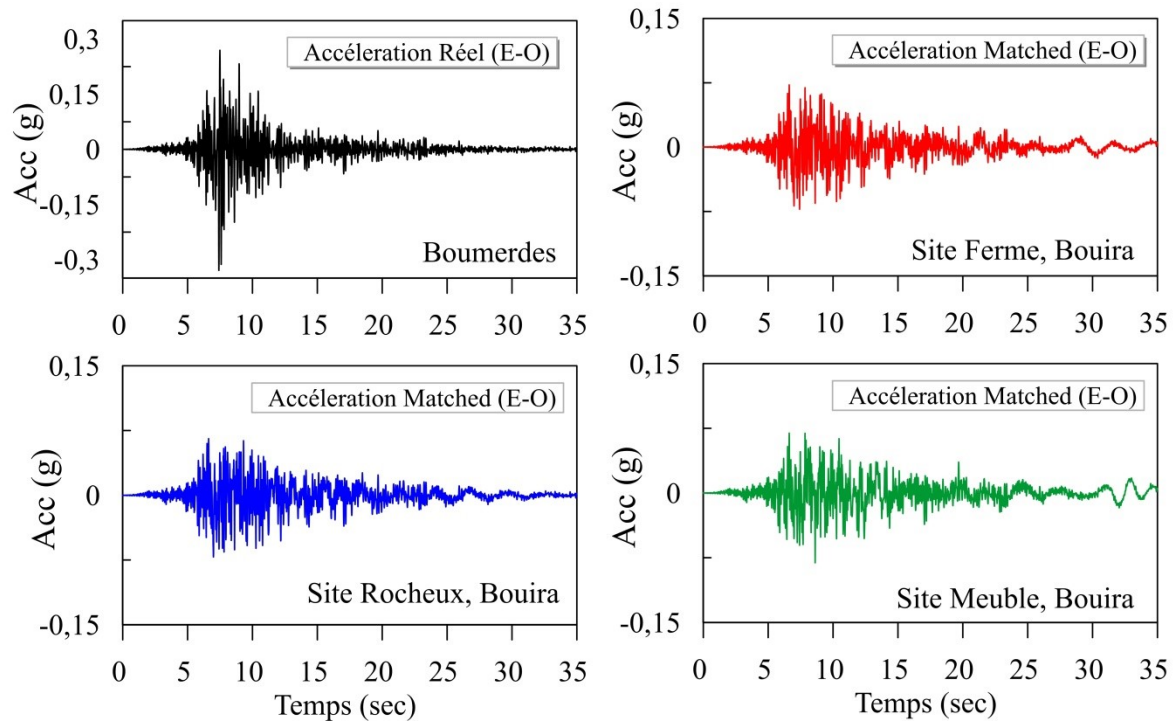 0,3
0,15
0
-0,15
-0,3
Acc (g)
Accéleration Réel (E-O)
Boumerdes
0 5 10 15 20 25 30 35
0,15
0
-0,15
Acc (g)
Accéleration Matched (E-O)
Site Ferme, Bouira
0 5 10 15 20 25 30 35
0,15
0
-0,15
Acc (g)
Accéleration Matched (E-O)
Site Rocheux, Bouira
0 5 10 15 20 25 30 35
Temps (sec)
0,15
0
-0,15
Acc (g)
Accéleration Matched (E-O)
Site Meuble, Bouira
0 5 10 15 20 25 30 35
Temps (sec)